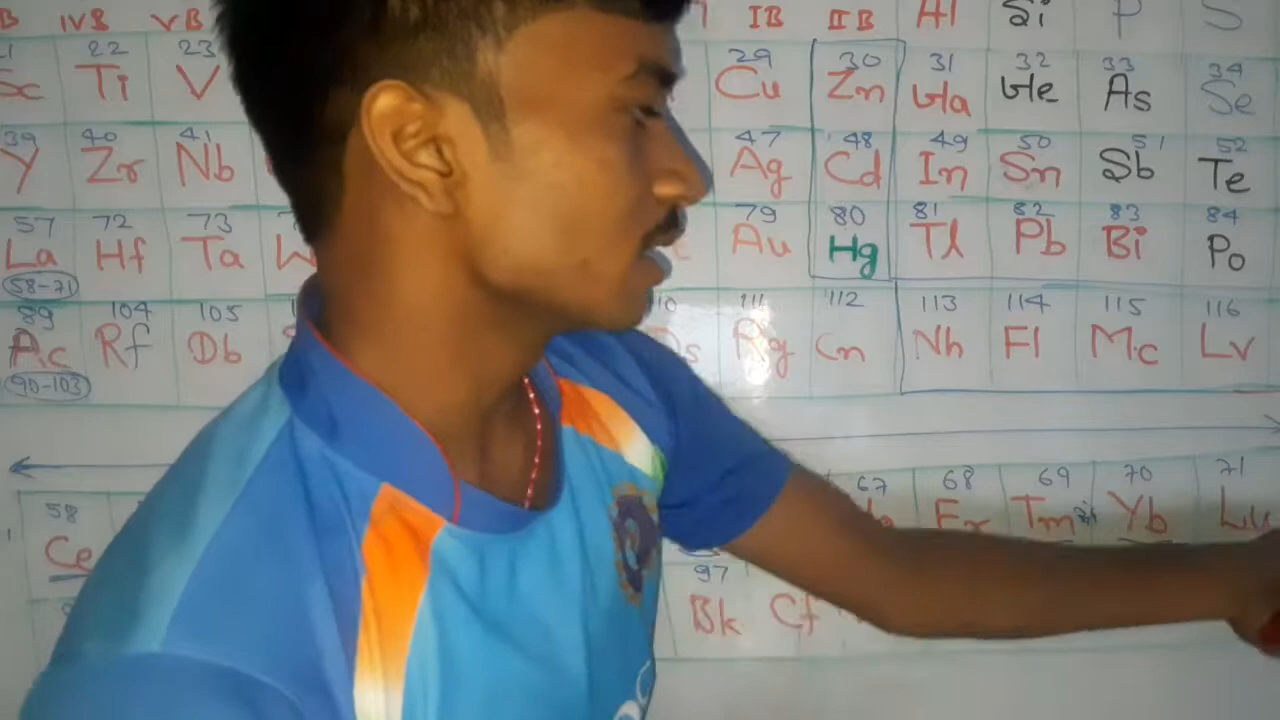 IVB VB IB IIB Al Si P S
22 23 29 30 31 32 33 34
Sc Ti V Cu Zn Ga Ge As Se
39 40 41 47 48 49 50 51 52
Y Zr Nb Ag Cd In Sn Sb Te
57 72 73 79 80 81 82 83 84
La Hf Ta W Au Hg Tl Pb Bi Po
58-71
89 104 105 110 111 112 113 114 115 116
Ac Rf Db Ds Rg Cn Nh Fl Mc Lv
90-103
58 67 68 69 70 71
Ce Er Tm Yb Lu
97
Bk Cf